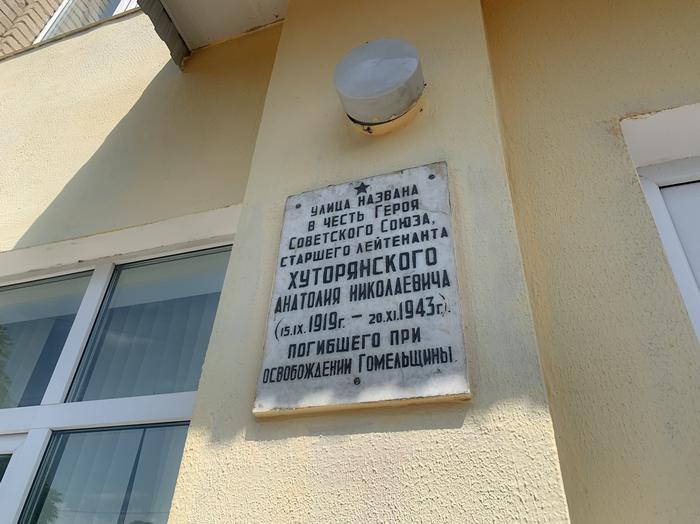 Улица названа
в честь Героя
Советского Союза,
старшего лейтенанта
Хуторянского
Анатолия Николаевича
(15.IX.1919г. – 20.XI.1943г.),
погибшего при
освобождении Гомельщины.